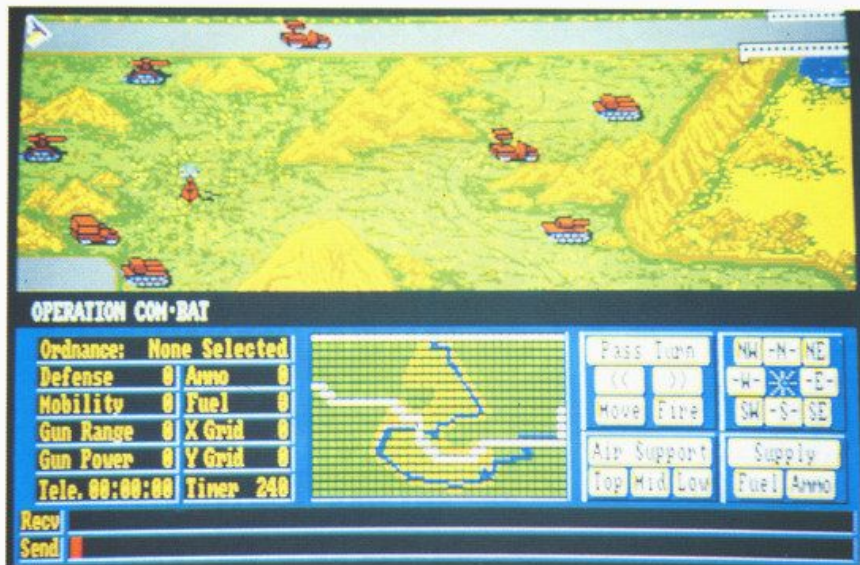 OPERATION COM·BAT
Ordnance: None Selected
Defense 0 Ammo 0
Mobility 0 Fuel 0
Gun Range 0 X Grid 0
Gun Power 0 Y Grid 0
Tele. 00:00:00 Timer 240
Pass Turn
<< >>
Move Fire
Air Support
Top Mid Low
NW -N- NE
-W- -E-
SW -S- SE
Supply
Fuel Ammo
Recv
Send